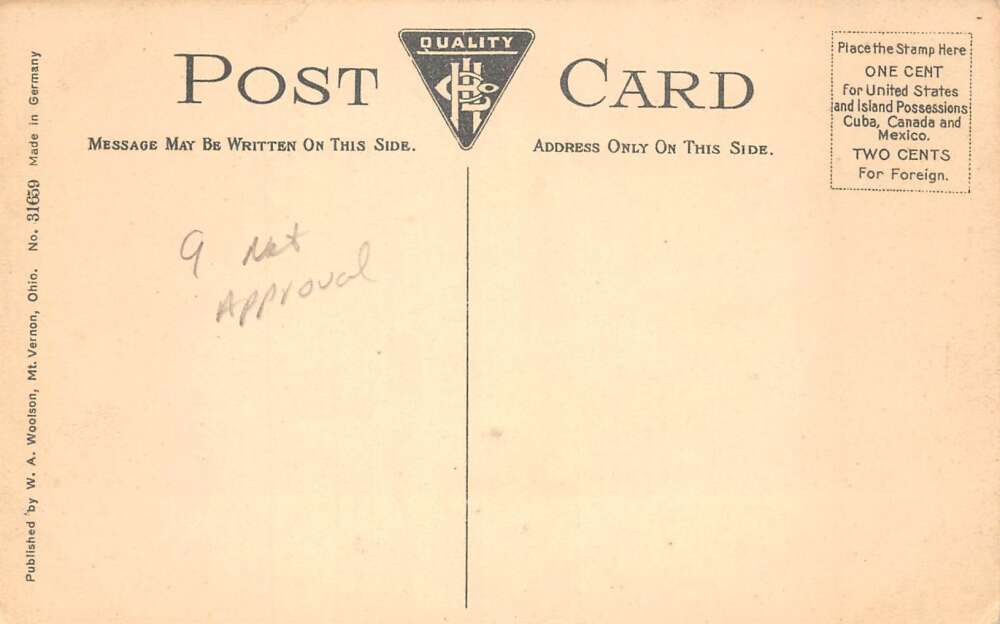 POST CARD
QUALITY
MESSAGE MAY BE WRITTEN ON THIS SIDE.
ADDRESS ONLY ON THIS SIDE.
Place the Stamp Here
ONE CENT
For United States
and Island Possessions
Cuba, Canada and
Mexico.
TWO CENTS
For Foreign.
9 Not
Approval
Published by W. A. Woolson, Mt. Vernon, Ohio. No. 31659 Made in Germany